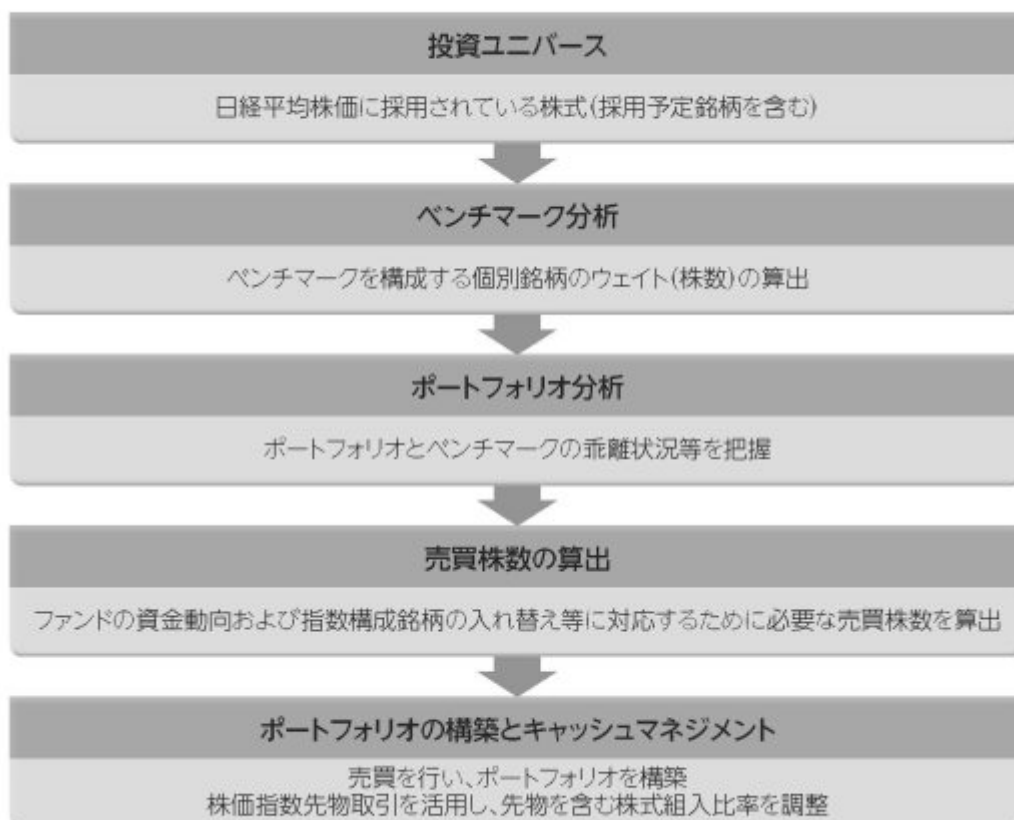 投資ユニバース
日経平均株価に採用されている株式(採用予定銘柄を含む)
ベンチマーク分析
ベンチマークを構成する個別銘柄のウェイト(株数)の算出
ポートフォリオ分析
ポートフォリオとベンチマークの乖離状況等を把握
売買株数の算出
ファンドの資金動向および指数構成銘柄の入れ替え等に対応するために必要な売買株数を算出
ポートフォリオの構築とキャッシュマネジメント
売買を行い、ポートフォリオを構築
株価指数先物取引を活用し、先物を含む株式組入比率を調整